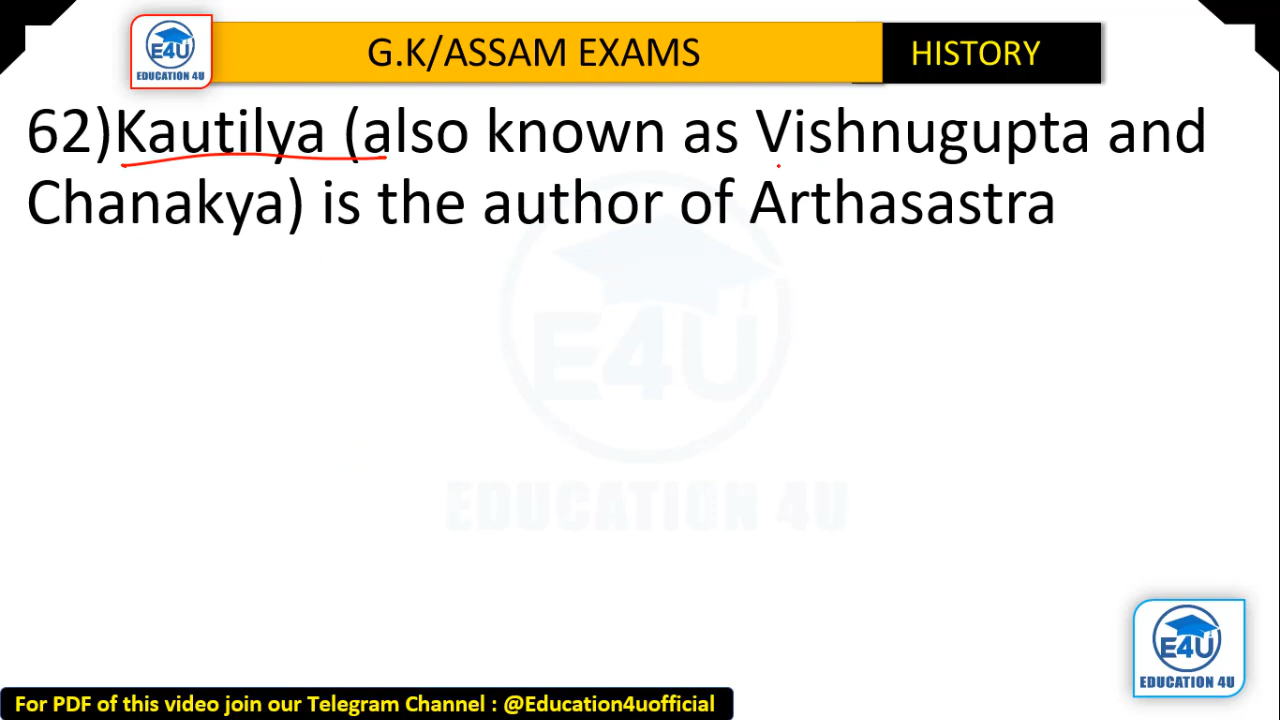 E4U
EDUCATION 4U
G.K/ASSAM EXAMS
HISTORY
62)Kautilya (also known as Vishnugupta and
Chanakya) is the author of Arthasastra
E4U
EDUCATION 4U
E4U
EDUCATION 4U
For PDF of this video join our Telegram Channel : @Education4uofficial